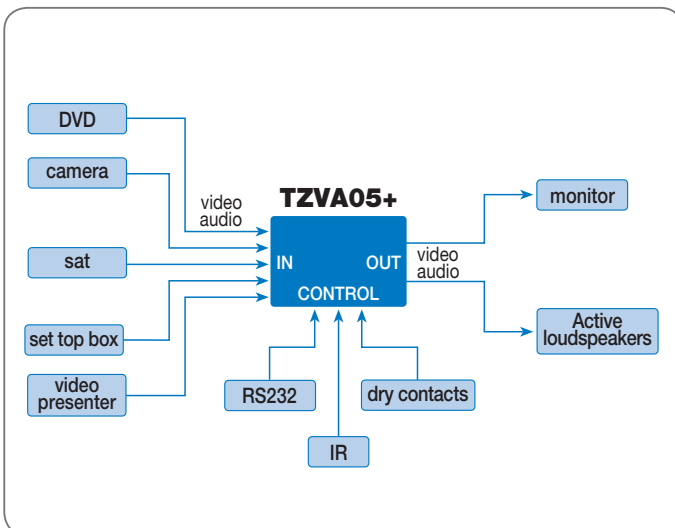 DVD
camera
video
audio
TZVA05+
monitor
sat
IN
OUT
video
audio
CONTROL
set top box
Active
loudspeakers
video
presenter
RS232
dry contacts
IR